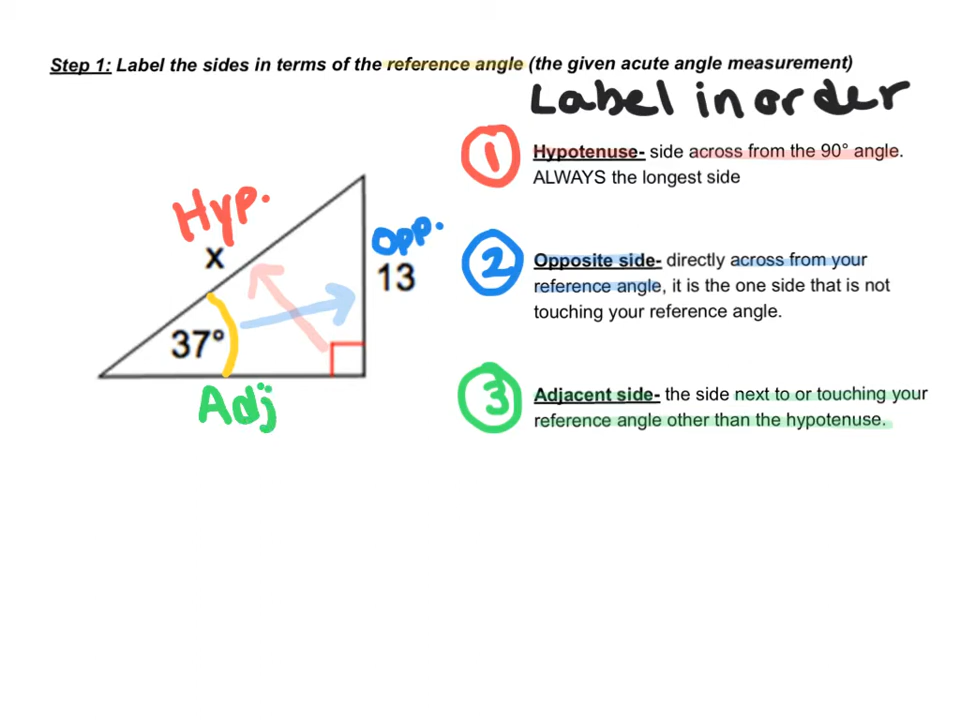 Step 1: Label the sides in terms of the reference angle (the given acute angle measurement)
Label in order
1 Hypotenuse- side across from the 90° angle.
ALWAYS the longest side
Hyp.
x
Opp.
13
2 Opposite side- directly across from your
reference angle, it is the one side that is not
touching your reference angle.
37°
Adj
3 Adjacent side- the side next to or touching your
reference angle other than the hypotenuse.